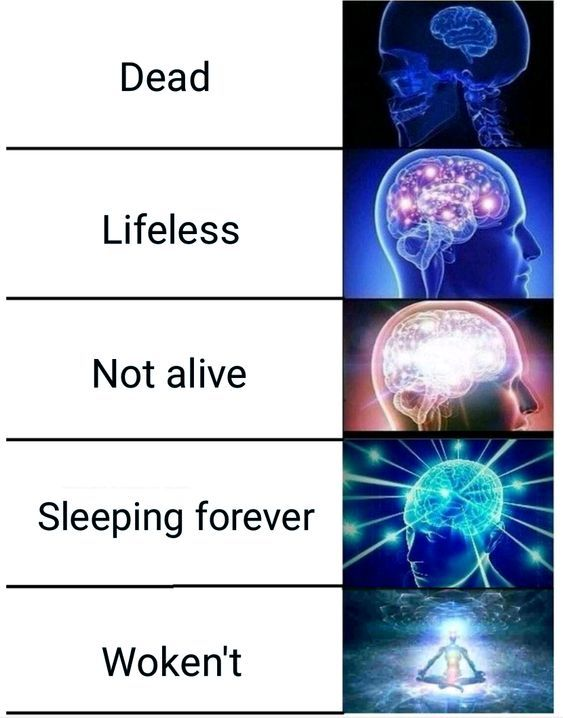 Dead
Lifeless
Not alive
Sleeping forever
Woken't